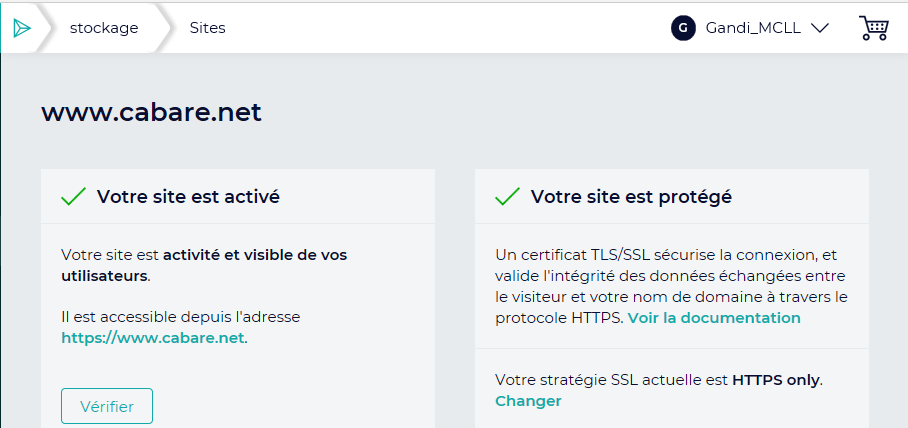 stockage
Sites
G
Gandi_MCLL
www.cabare.net
Votre site est activé
Votre site est activité et visible de vos
utilisateurs.
Il est accessible depuis l'adresse
https://www.cabare.net.
Vérifier
Votre site est protégé
Un certificat TLS/SSL sécurise la connexion, et
valide l'intégrité des données échangées entre
le visiteur et votre nom de domaine à travers le
protocole HTTPS. Voir la documentation
Votre stratégie SSL actuelle est HTTPS only.
Changer